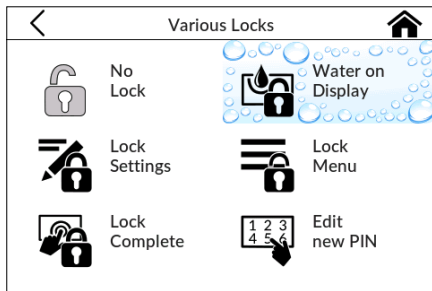 Various Locks
No
Lock
Water on
Display
Lock
Settings
Lock
Menu
Lock
Complete
1 2 3
4 5 6
Edit
new PIN